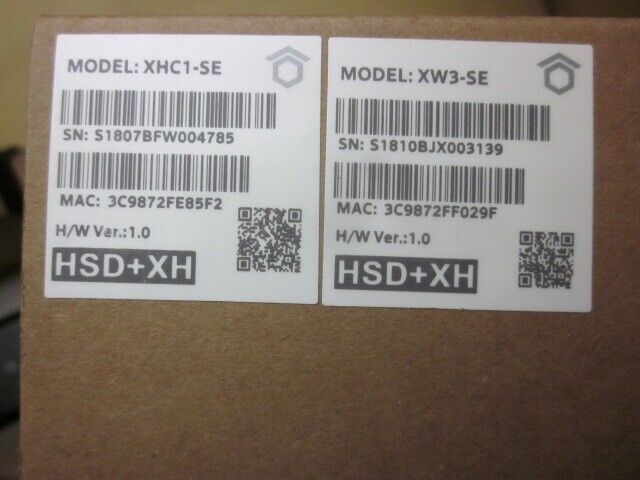 MODEL: XHC1-SE
SN: S1807BFW004785
MAC: 3C9872FE85F2
H/W Ver.:1.0
HSD+XH
MODEL: XW3-SE
SN: S1810BJX003139
MAC: 3C9872FF029F
H/W Ver.:1.0
HSD+XH